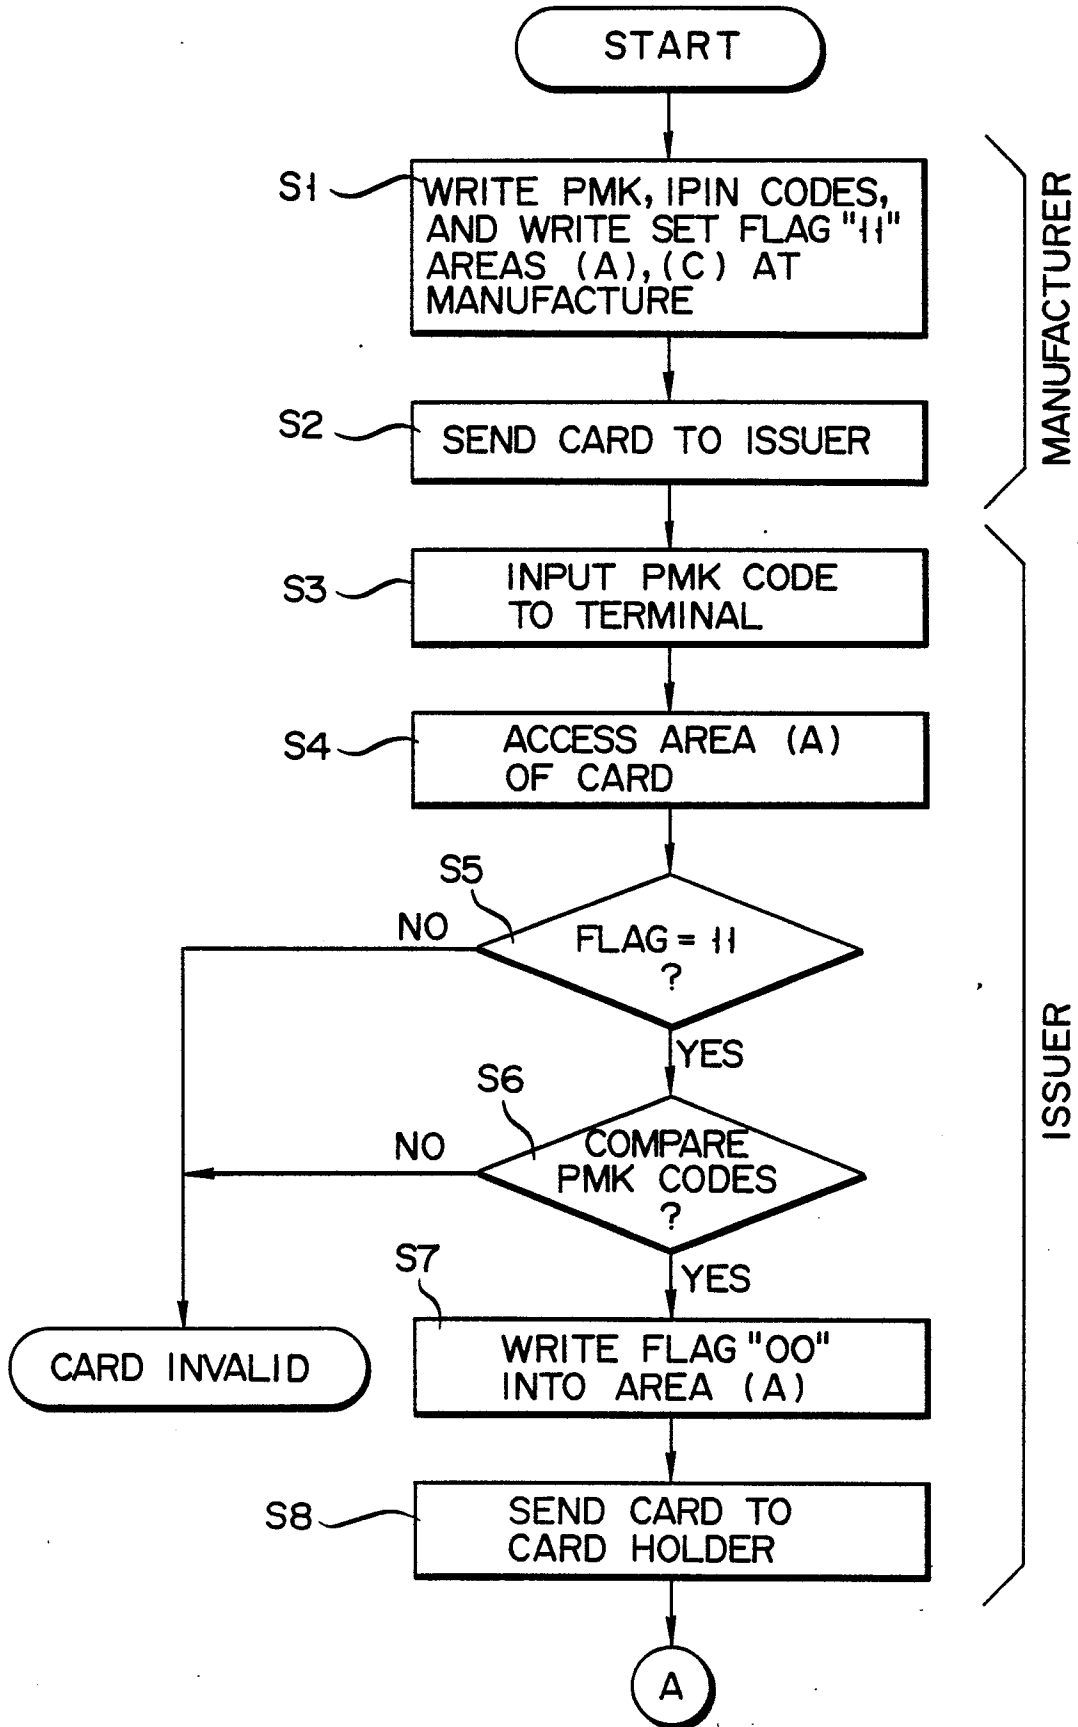 START
S1
WRITE PMK, IPIN CODES,
AND WRITE SET FLAG "11"
AREAS (A), (C) AT
MANUFACTURE
MANUFACTURER
S2
SEND CARD TO ISSUER
S3
INPUT PMK CODE
TO TERMINAL
S4
ACCESS AREA (A)
OF CARD
S5
NO
FLAG = 11
?
YES
ISSUER
S6
NO
COMPARE
PMK CODES
?
YES
S7
WRITE FLAG "00"
INTO AREA (A)
CARD INVALID
S8
SEND CARD TO
CARD HOLDER
A